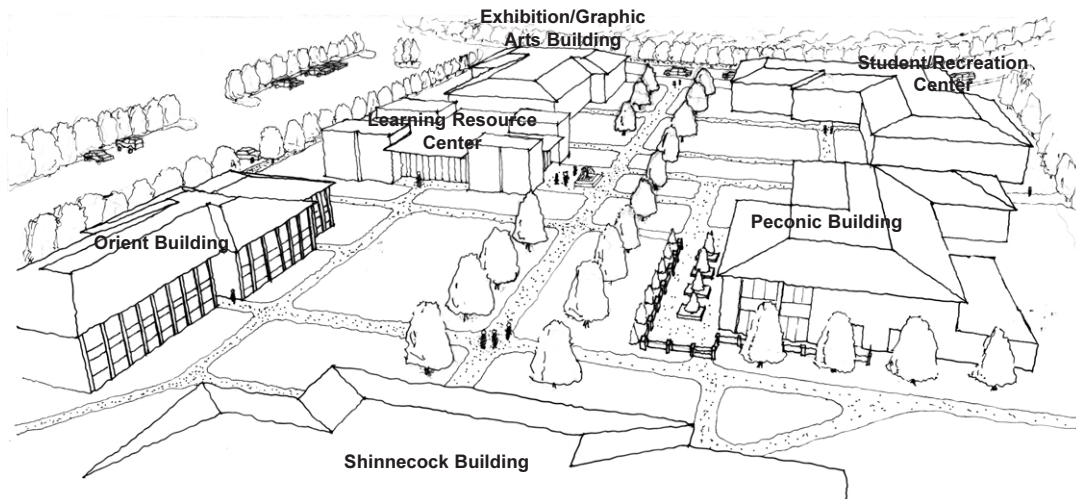 Exhibition/Graphic
Arts Building
Student/Recreation
Center
Learning Resource
Center
Peconic Building
Orient Building
Shinnecock Building